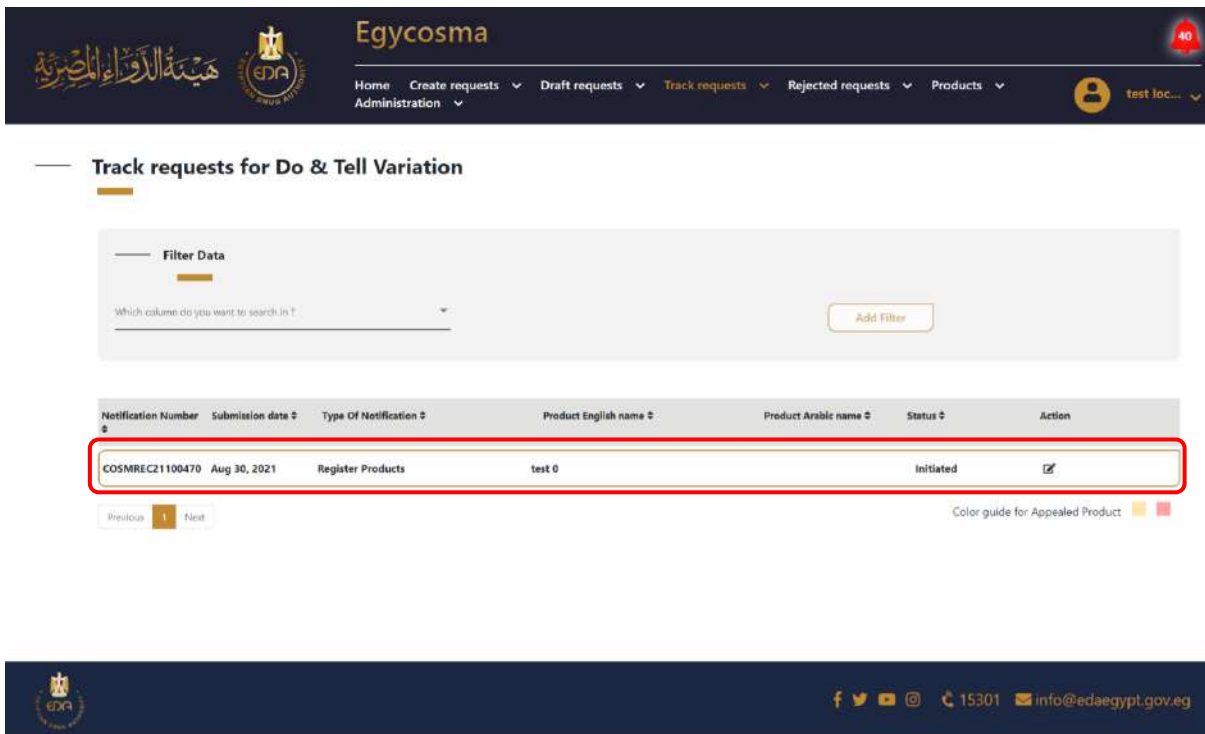 Egycosma
40
هيئة الدواء المصرية
EDA
Home Create requests Draft requests Track requests Rejected requests Products
Administration
test loc...
Track requests for Do & Tell Variation
Filter Data
Which column do you want to search in ?
Add Filter
Notification Number Submission date Type Of Notification Product English name Product Arabic name Status Action
COSMREC21100470 Aug 30, 2021 Register Products test 0 Initiated
Previous 1 Next
Color guide for Appealed Product
EDA
15301 info@edaegypt.gov.eg